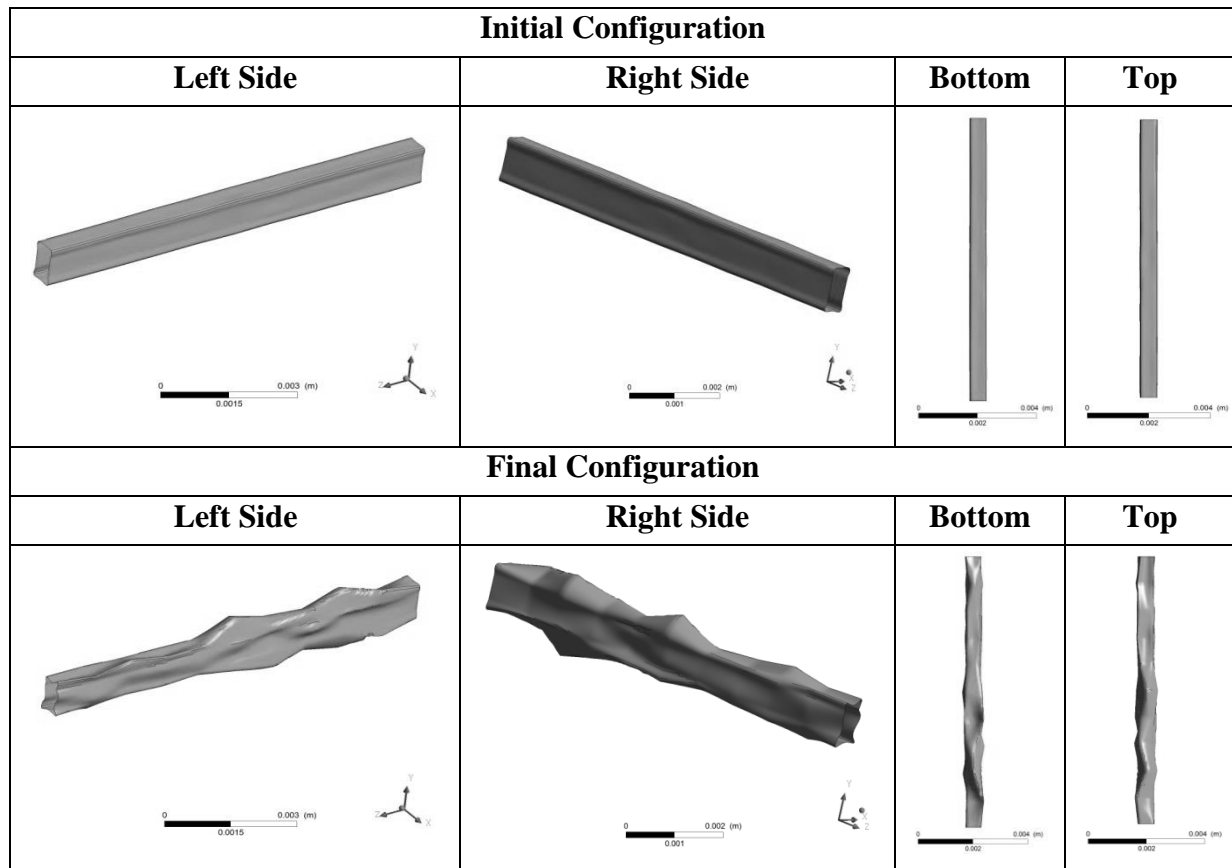 Initial Configuration
Left Side Right Side Bottom Top
Y
Z
X
0 0.003 (m)
0.0015
Y
X
Z
0 0.002 (m)
0.001
0 0.004 (m)
0.002
0 0.004 (m)
0.002
Final Configuration
Left Side Right Side Bottom Top
Y
Z
X
0 0.003 (m)
0.0015
Y
X
Z
0 0.002 (m)
0.001
0 0.004 (m)
0.002
0 0.004 (m)
0.002